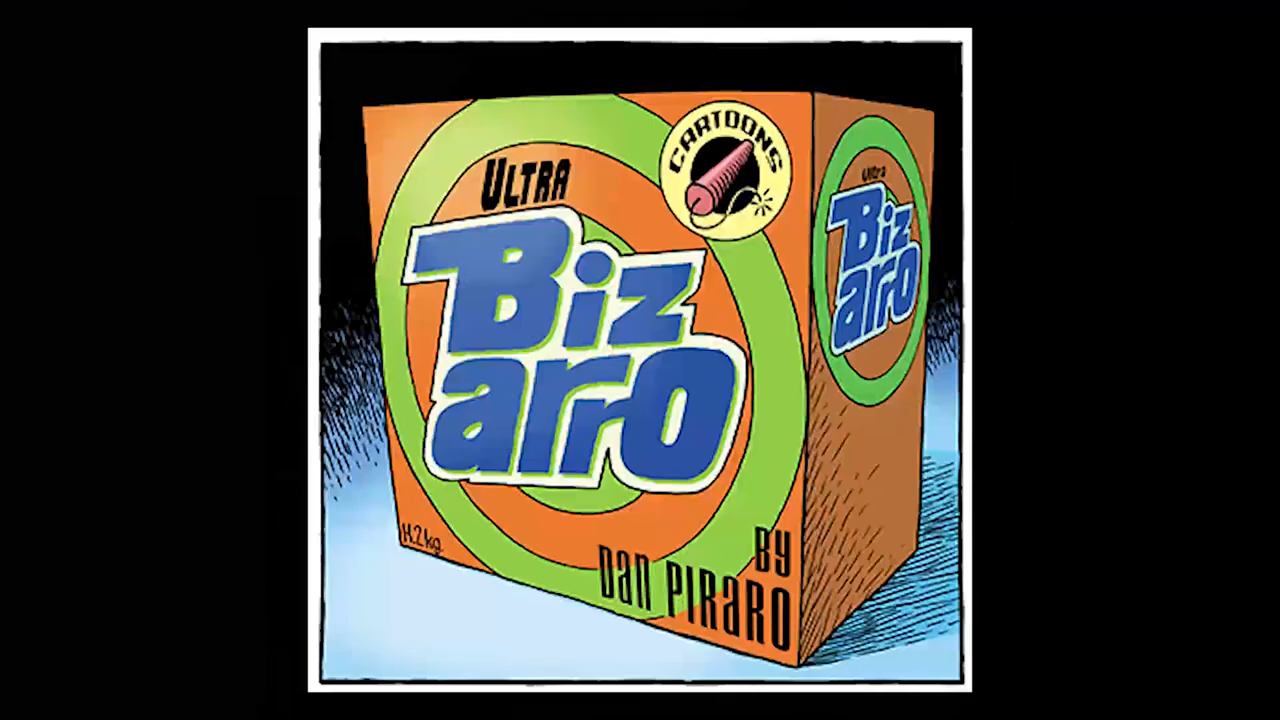 CARTOONS
ULTRA
Biz
arro
14.2 kg.
BY
Dan PIRaRO
Ultra
Biz
arro